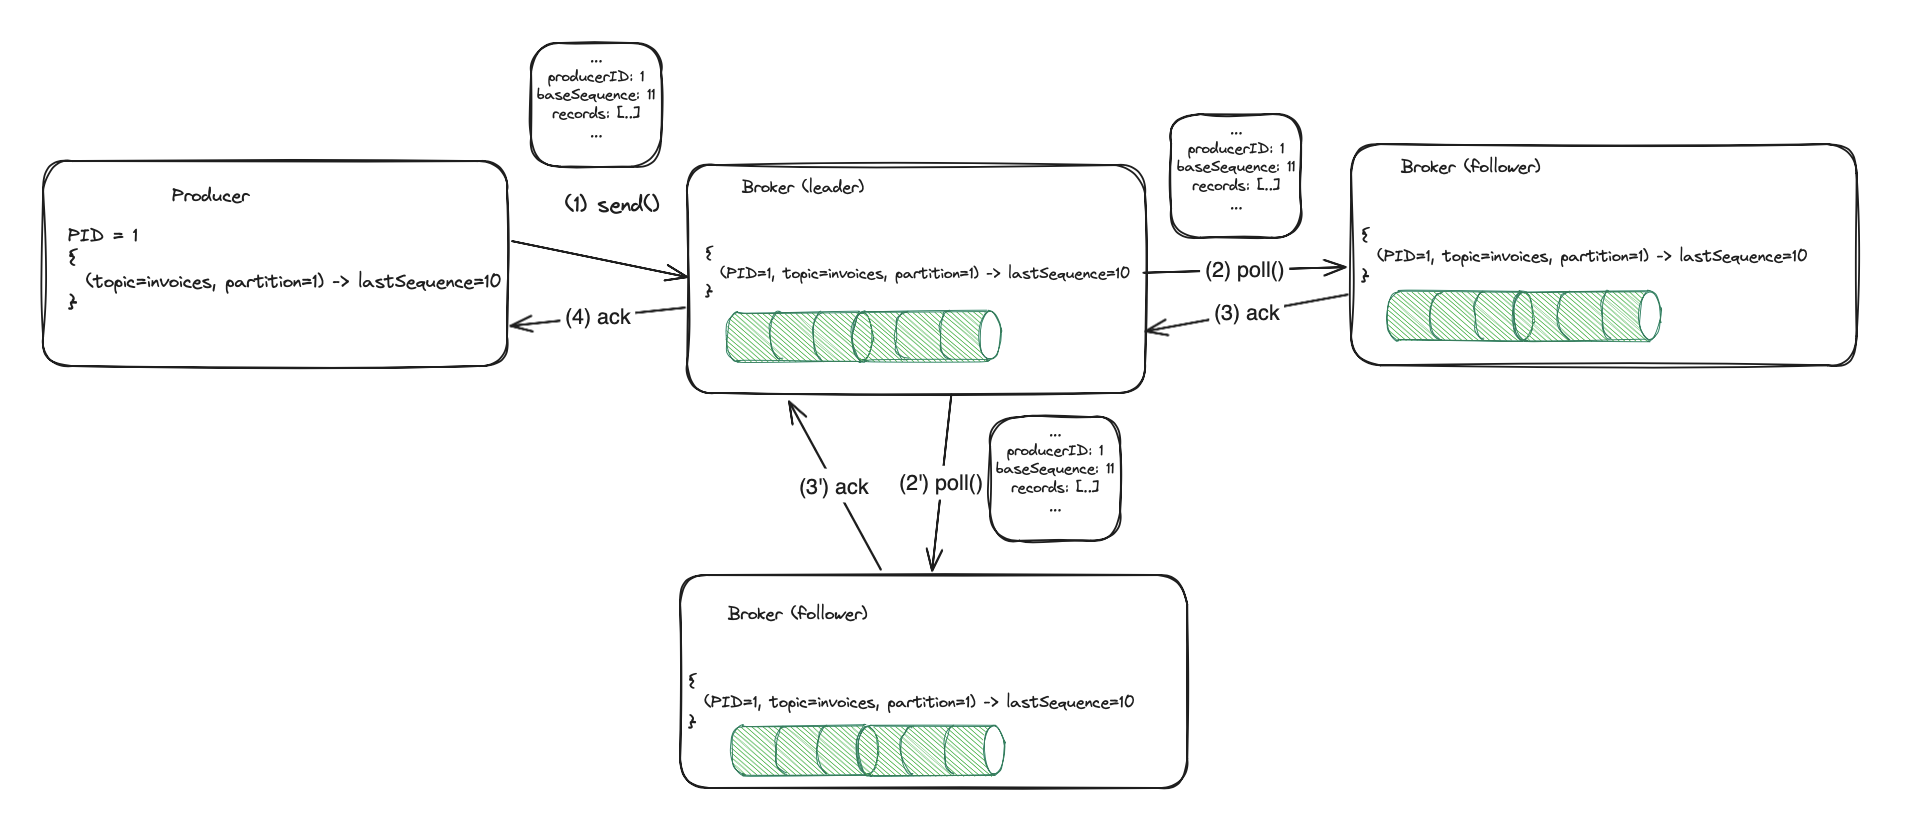 ...
producerID: 1
baseSequence: 11
records: [..]
...
Producer
PID = 1
{
(topic=invoices, partition=1) -> lastSequence=10
}
(1) send()
(4) ack
Broker (leader)
{
(PID=1, topic=invoices, partition=1) -> lastSequence=10
}
...
producerID: 1
baseSequence: 11
records: [..]
...
(2) poll()
(3) ack
Broker (follower)
{
(PID=1, topic=invoices, partition=1) -> lastSequence=10
}
(3') ack
(2') poll()
...
producerID: 1
baseSequence: 11
records: [..]
...
Broker (follower)
{
(PID=1, topic=invoices, partition=1) -> lastSequence=10
}